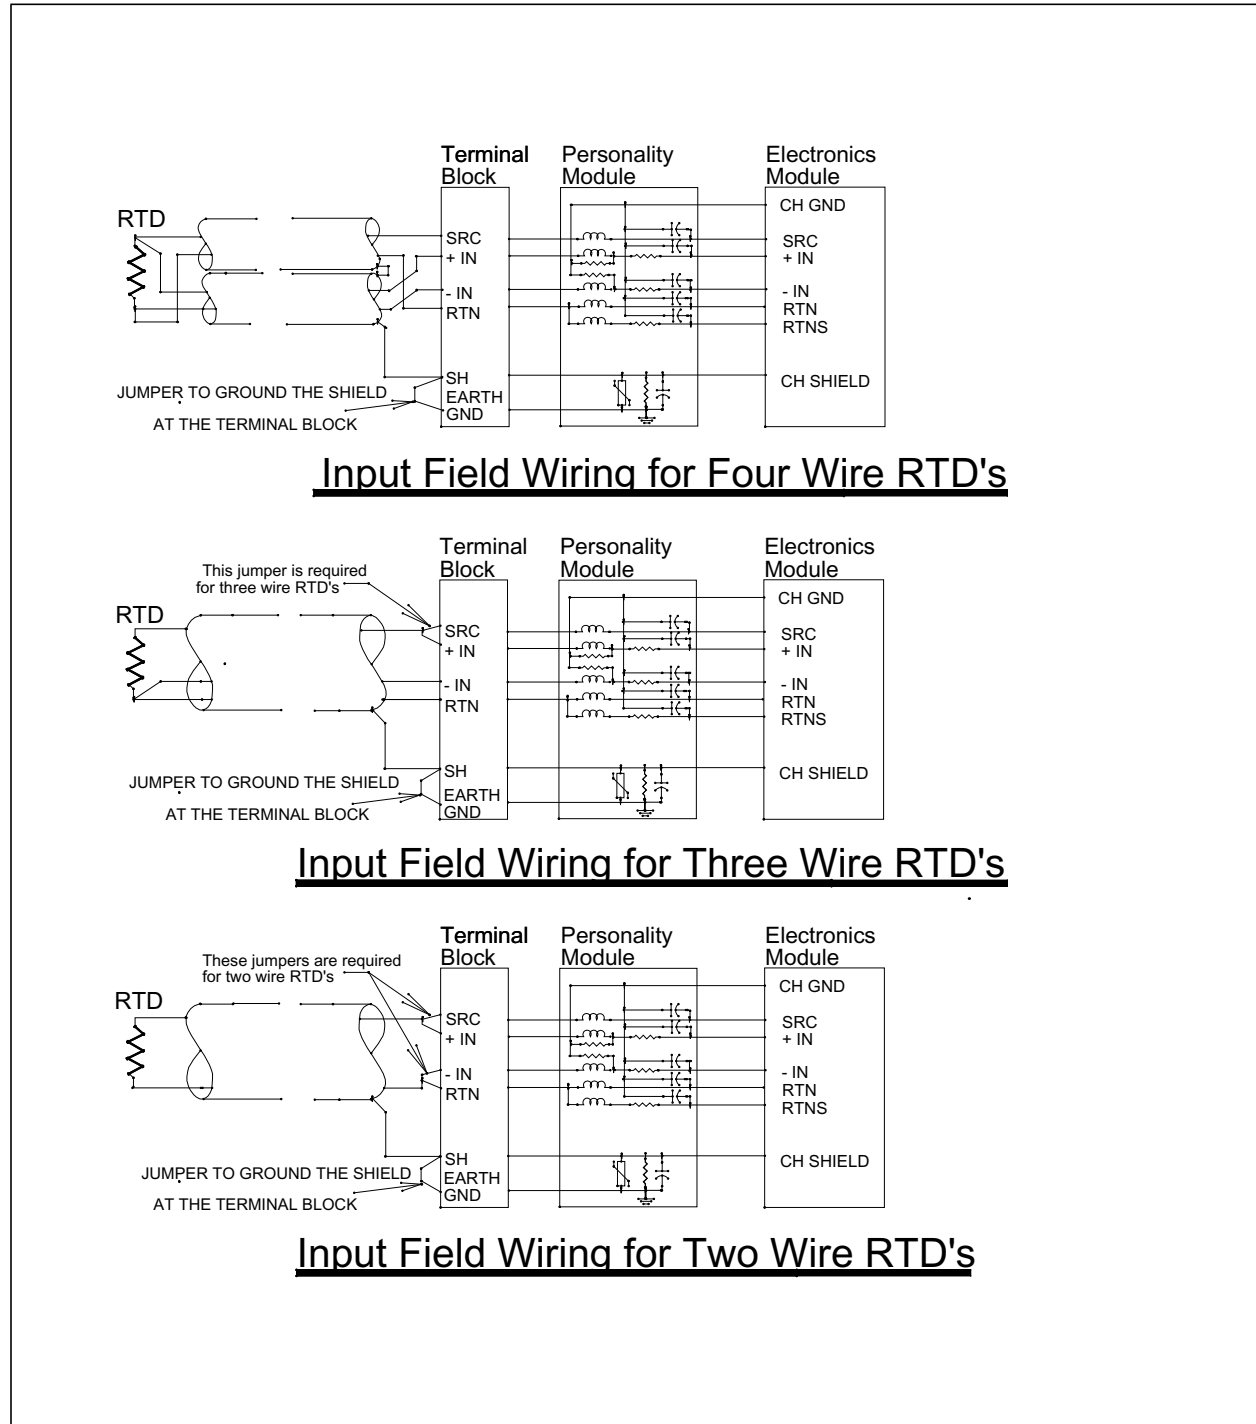 Terminal
Block
Personality
Module
Electronics
Module
RTD
CH GND
SRC
+ IN
- IN
RTN
SH
EARTH
GND
SRC
+ IN
- IN
RTN
RTNS
CH SHIELD
JUMPER TO GROUND THE SHIELD
AT THE TERMINAL BLOCK
Input Field Wiring for Four Wire RTD's
Terminal
Block
Personality
Module
Electronics
Module
This jumper is required
for three wire RTD's
RTD
CH GND
SRC
+ IN
- IN
RTN
SH
EARTH
GND
SRC
+ IN
- IN
RTN
RTNS
CH SHIELD
JUMPER TO GROUND THE SHIELD
AT THE TERMINAL BLOCK
Input Field Wiring for Three Wire RTD's
Terminal
Block
Personality
Module
Electronics
Module
These jumpers are required
for two wire RTD's
RTD
CH GND
SRC
+ IN
- IN
RTN
SH
EARTH
GND
SRC
+ IN
- IN
RTN
RTNS
CH SHIELD
JUMPER TO GROUND THE SHIELD
AT THE TERMINAL BLOCK
Input Field Wiring for Two Wire RTD's